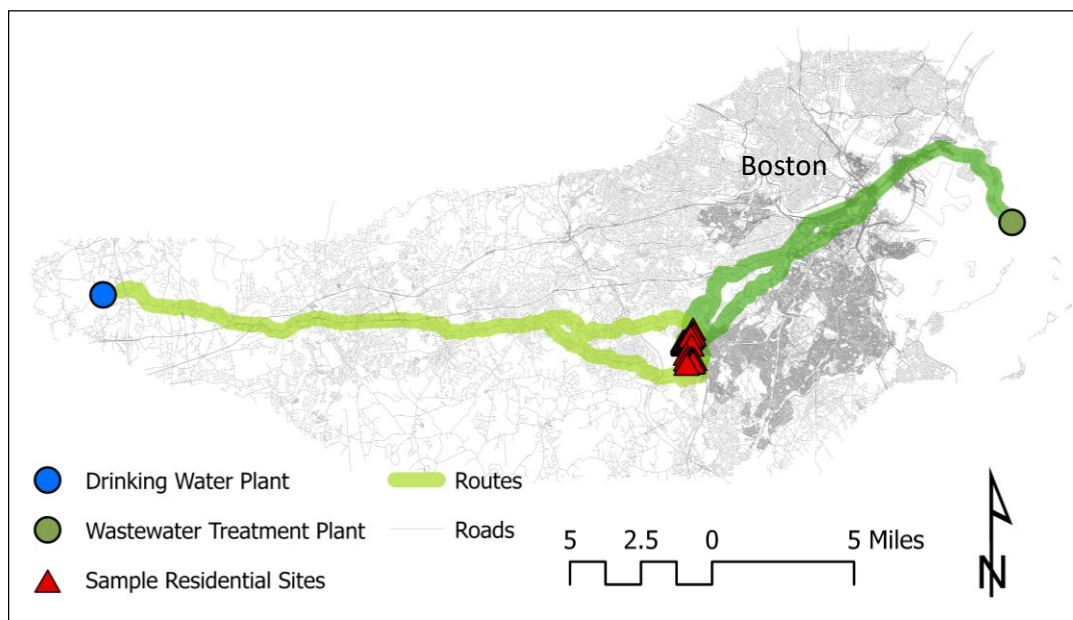 Boston
Drinking Water Plant
Routes
Wastewater Treatment Plant
Roads
Sample Residential Sites
5 2.5 0 5 Miles
N